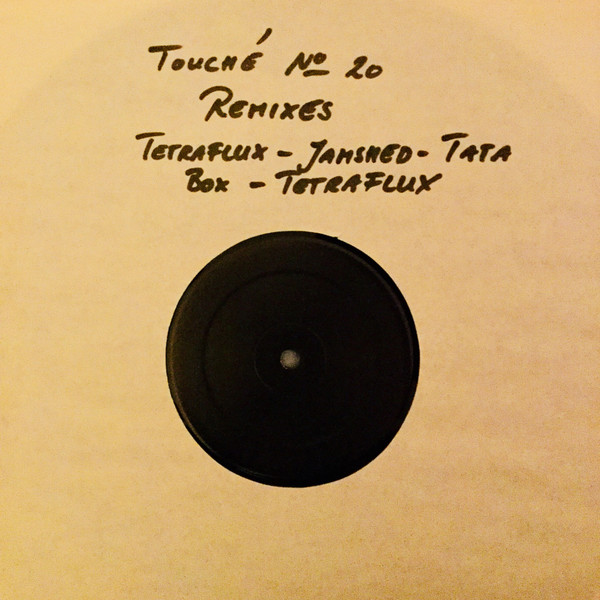 TOUCHÉ Nº 20
REMIXES
TETRAFLUX - JAMSHED - TATA
BOX - TETRAFLUX